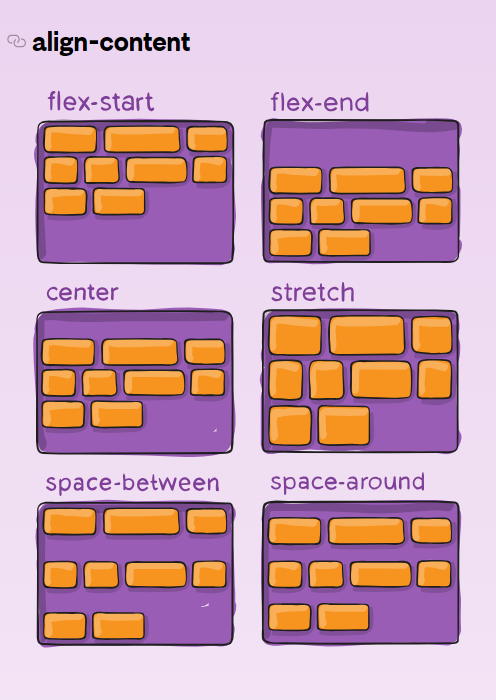 align-content
flex-start
flex-end
center
stretch
space-between
space-around